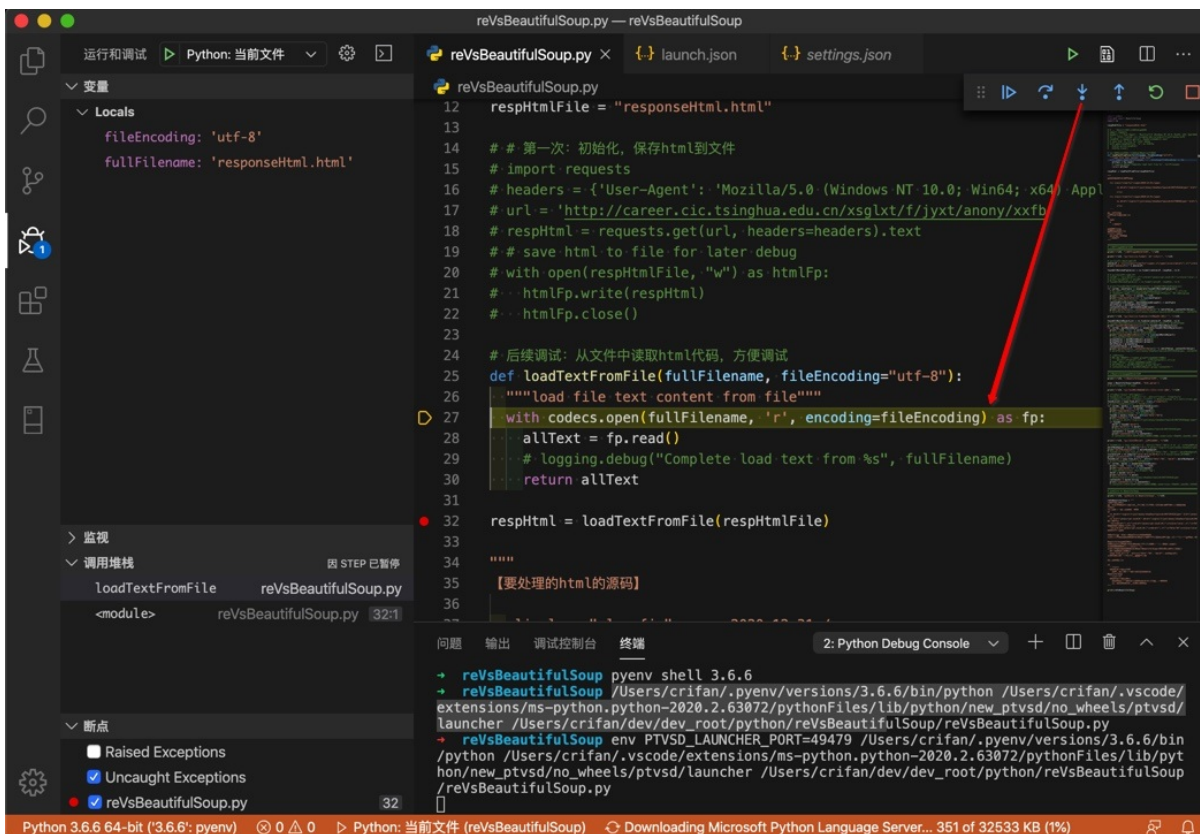 reVsBeautifulSoup.py — reVsBeautifulSoup
运行和调试 Python: 当前文件
reVsBeautifulSoup.py launch.json settings.json
变量
Locals
fileEncoding: 'utf-8'
fullFilename: 'responseHtml.html'
监视
调用堆栈 因 STEP 已暂停
loadTextFromFile reVsBeautifulSoup.py
<module> reVsBeautifulSoup.py 32:1
断点
Raised Exceptions
Uncaught Exceptions
reVsBeautifulSoup.py 32
1
reVsBeautifulSoup.py
12 respHtmlFile = "responseHtml.html"
13
14 # # 第一次：初始化，保存html到文件
15 # import requests
16 # headers = {'User-Agent': 'Mozilla/5.0 (Windows NT 10.0; Win64; x64) Appl
17 # url = 'http://career.cic.tsinghua.edu.cn/xsglxt/f/jyxt/anony/xxfb
18 # respHtml = requests.get(url, headers=headers).text
19 # # save html to file for later debug
20 # with open(respHtmlFile, "w") as htmlFp:
21 #   htmlFp.write(respHtml)
22 #   htmlFp.close()
23
24 # 后续调试：从文件中读取html代码，方便调试
25 def loadTextFromFile(fullFilename, fileEncoding="utf-8"):
26   """load file text content from file"""
27   with codecs.open(fullFilename, 'r', encoding=fileEncoding) as fp:
28     allText = fp.read()
29     # logging.debug("Complete load text from %s", fullFilename)
30     return allText
31
32 respHtml = loadTextFromFile(respHtmlFile)
33
34 """
35 【要处理的html的源码】
36
问题 输出 调试控制台 终端 2: Python Debug Console
→ reVsBeautifulSoup pyenv shell 3.6.6
→ reVsBeautifulSoup /Users/crifan/.pyenv/versions/3.6.6/bin/python /Users/crifan/.vscode/
extensions/ms-python.python-2020.2.63072/pythonFiles/lib/python/new_ptvsd/no_wheels/ptvsd/
launcher /Users/crifan/dev/dev_root/python/reVsBeautifulSoup/reVsBeautifulSoup.py
→ reVsBeautifulSoup env PTVSD_LAUNCHER_PORT=49479 /Users/crifan/.pyenv/versions/3.6.6/bin
/python /Users/crifan/.vscode/extensions/ms-python.python-2020.2.63072/pythonFiles/lib/pyt
hon/new_ptvsd/no_wheels/ptvsd/launcher /Users/crifan/dev/dev_root/python/reVsBeautifulSoup
/reVsBeautifulSoup.py
Python 3.6.6 64-bit ('3.6.6': pyenv) 0 0 Python: 当前文件 (reVsBeautifulSoup) Downloading Microsoft Python Language Server... 351 of 32533 KB (1%)